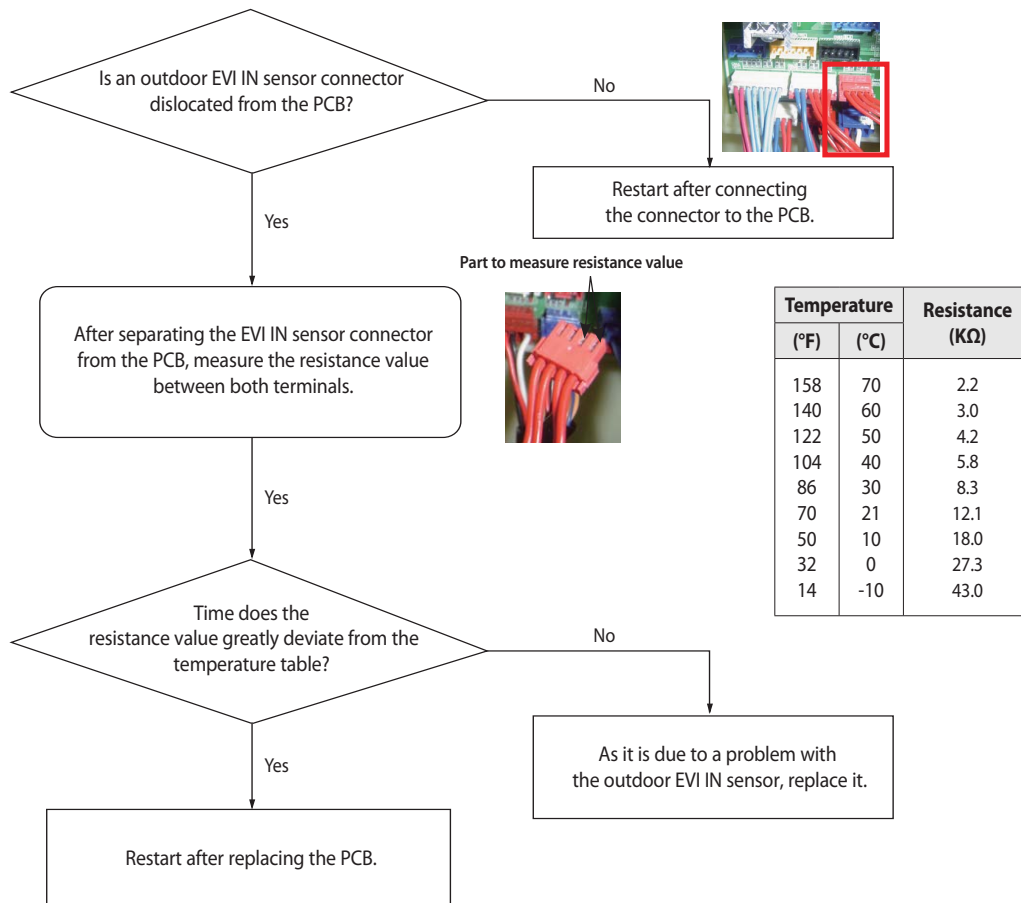 Is an outdoor EVI IN sensor connector
dislocated from the PCB?
No
Restart after connecting
the connector to the PCB.
Yes
Part to measure resistance value
After separating the EVI IN sensor connector
from the PCB, measure the resistance value
between both terminals.
Temperature Resistance
(KΩ)
(°F) (°C)
158 70 2.2
140 60 3.0
122 50 4.2
104 40 5.8
86 30 8.3
70 21 12.1
50 10 18.0
32 0 27.3
14 -10 43.0
Yes
Time does the
resistance value greatly deviate from the
temperature table?
No
As it is due to a problem with
the outdoor EVI IN sensor, replace it.
Yes
Restart after replacing the PCB.